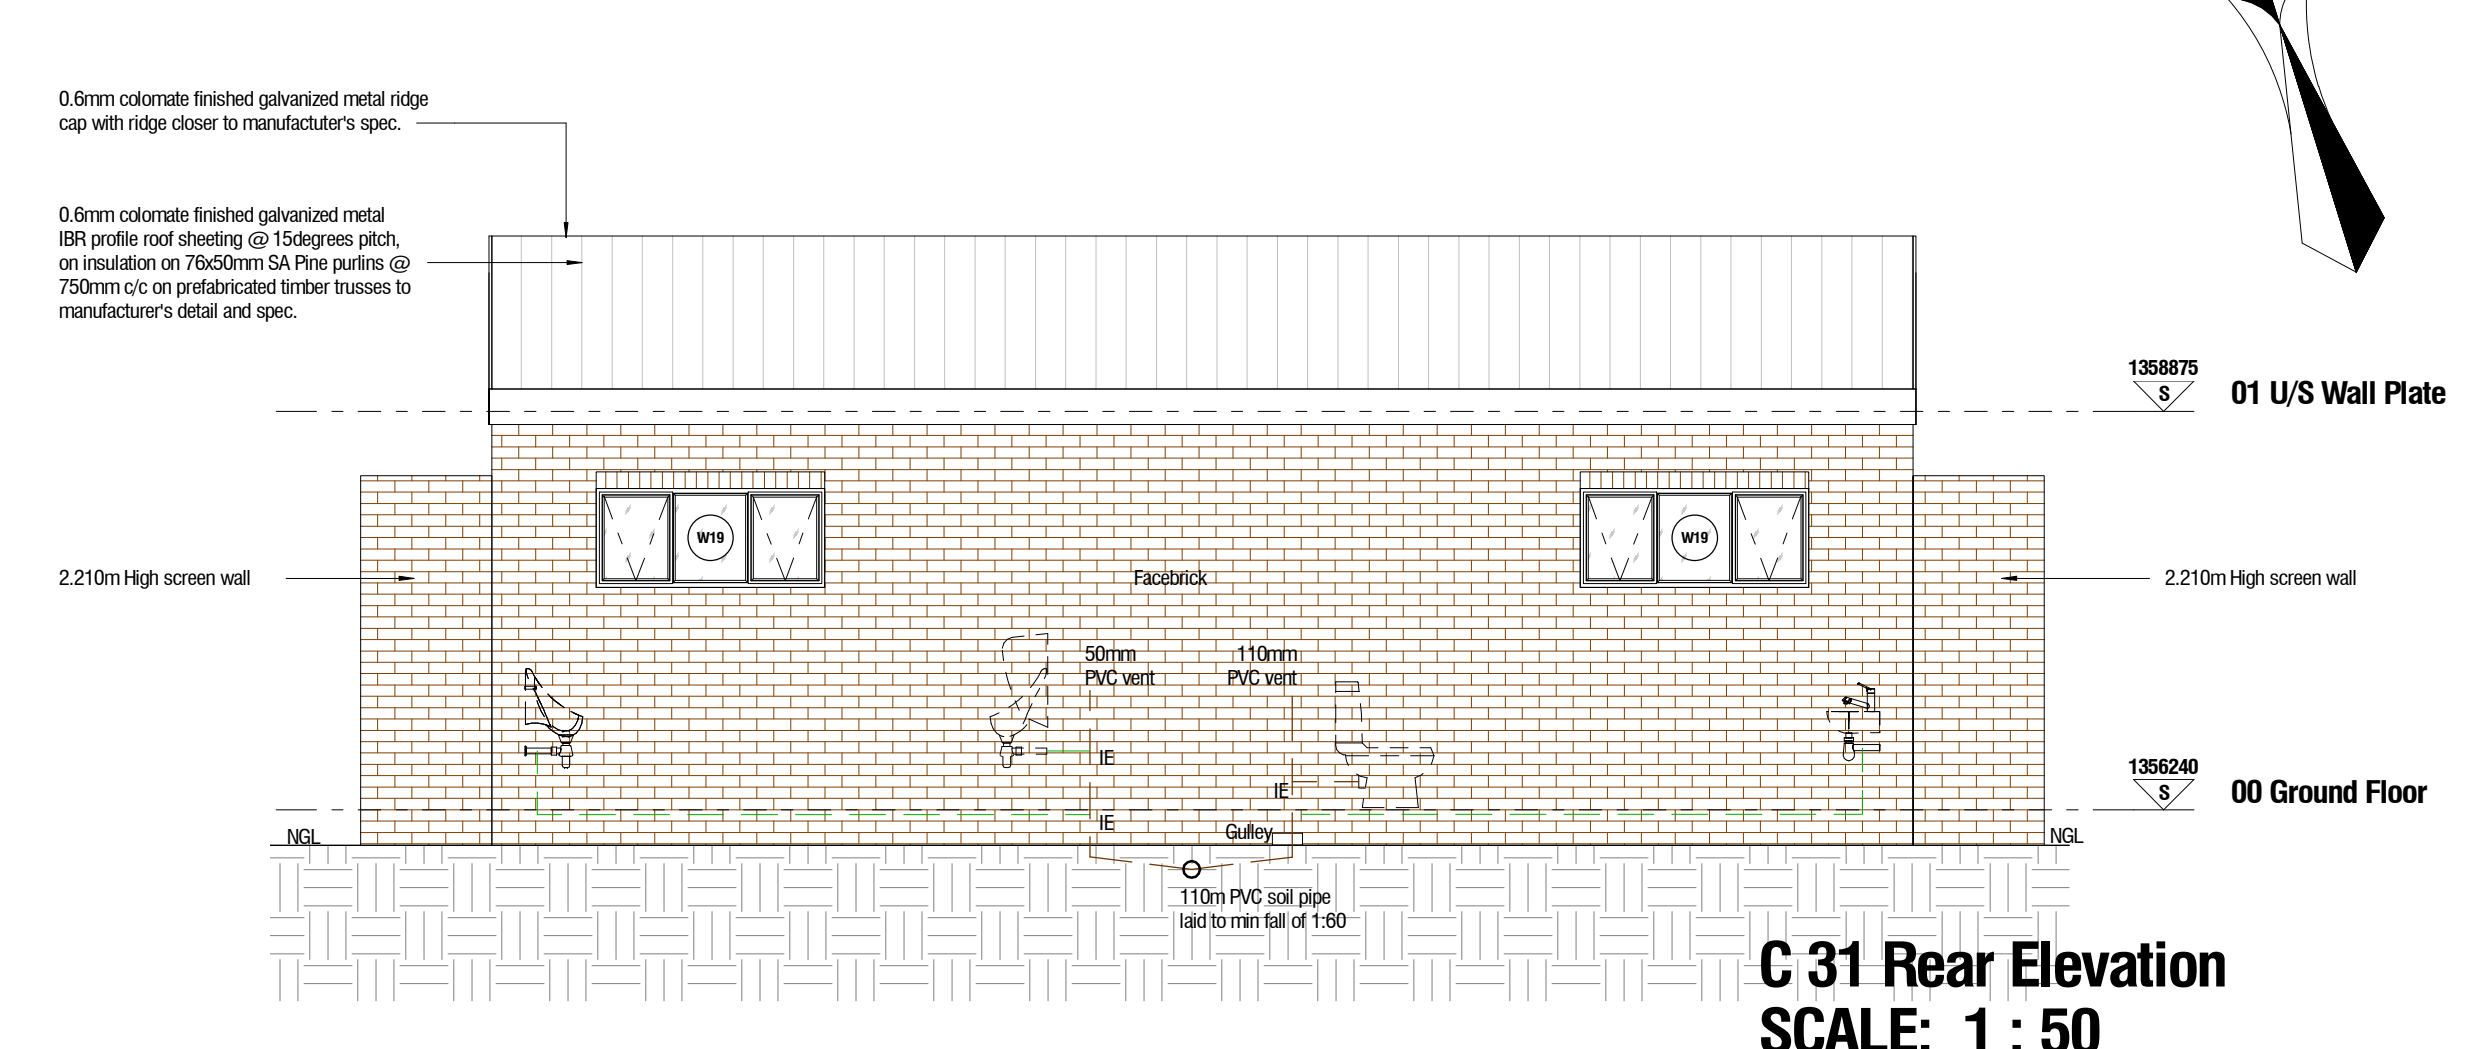 0.6mm colomate finished galvanized metal ridge
cap with ridge closer to manufactuter's spec.
0.6mm colomate finished galvanized metal
IBR profile roof sheeting @ 15degrees pitch,
on insulation on 76x50mm SA Pine purlins @
750mm c/c on prefabricated timber trusses to
manufacturer's detail and spec.
1358875
S
01 U/S Wall Plate
W19
W19
2.210m High screen wall
Facebrick
2.210m High screen wall
50mm
PVC vent
110mm
PVC vent
IE
IE
IE
1356240
S
00 Ground Floor
NGL
Gulley
NGL
110m PVC soil pipe
laid to min fall of 1:60
C 31 Rear Elevation
SCALE: 1 : 50